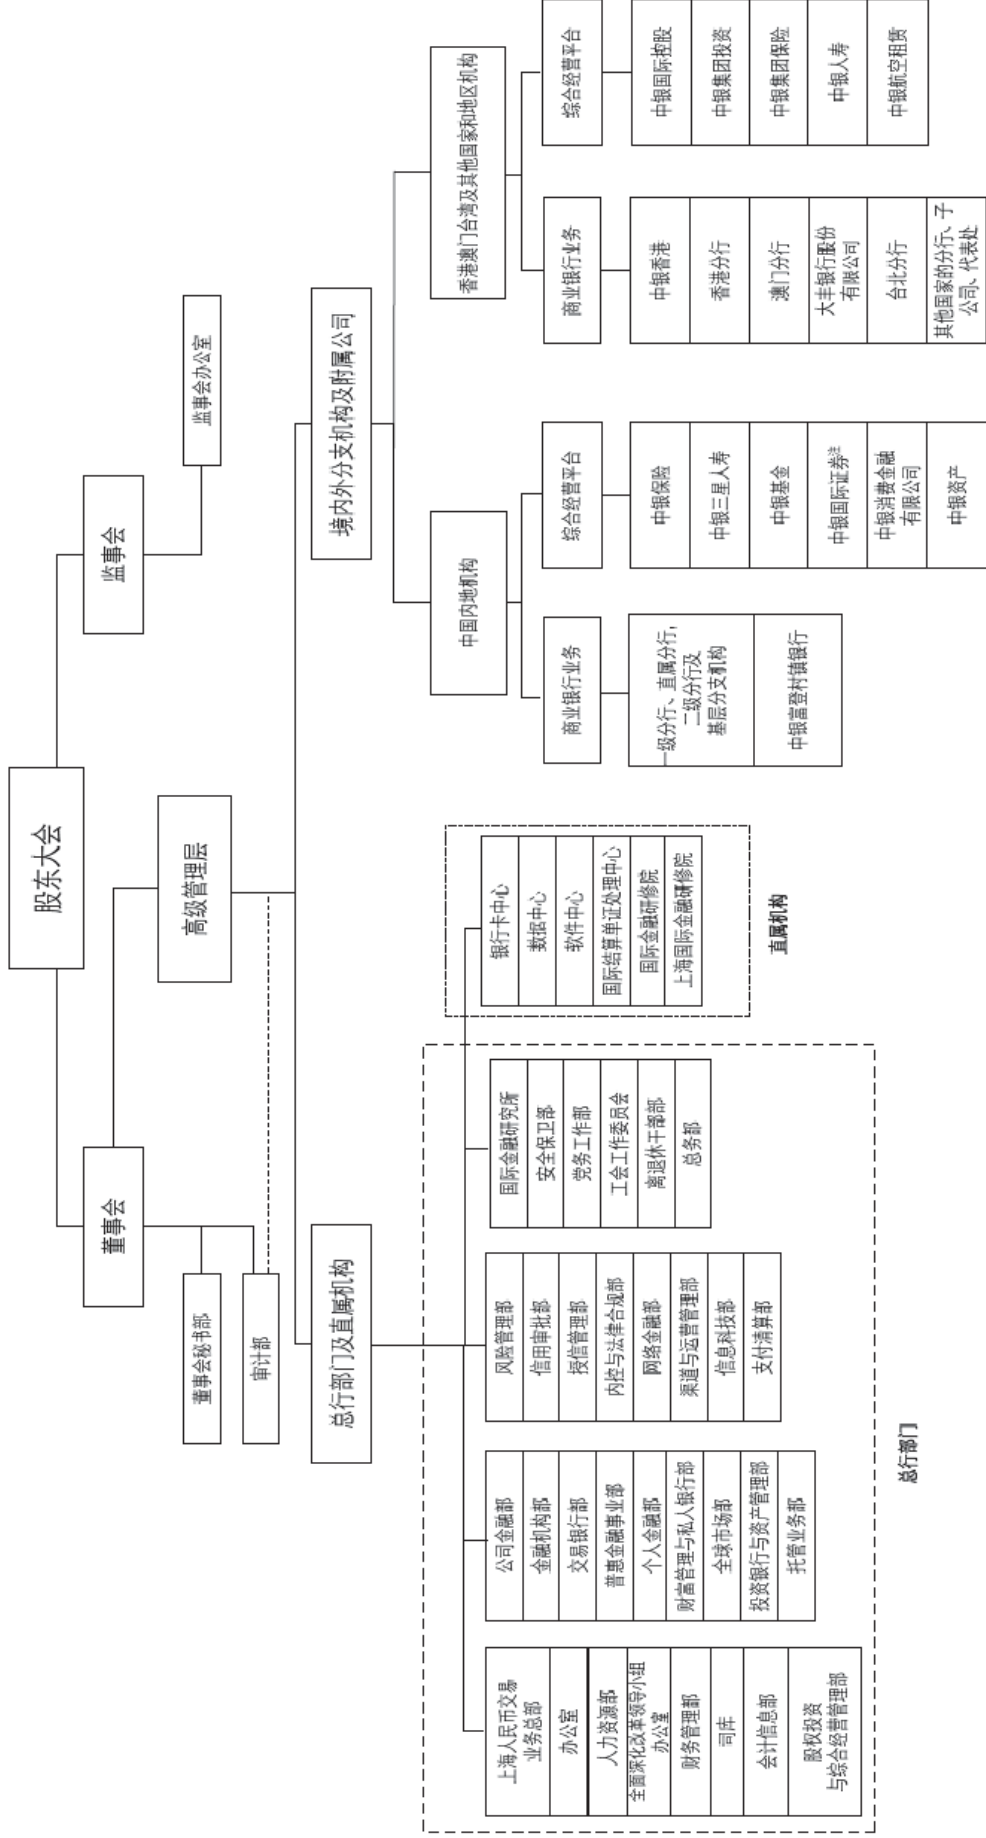 股东大会
董事会
监事会
高级管理层
董事会秘书部
审计部
监事会办公室
总行部门及直属机构
境内外分支机构及附属公司
上海人民币交易
业务总部
办公室
人力资源部
全面深化改革领导小组
办公室
财务管理部
司库
会计信息部
股权投资
与综合经营管理部
公司金融部
金融机构部
交易银行部
普惠金融事业部
个人金融部
财富管理与私人银行部
全球市场部
投资银行与资产管理部
托管业务部
风险管理部
信用审批部
授信管理部
内控与法律合规部
网络金融部
渠道与运营管理部
信息科技部
支付清算部
国际金融研究所
安全保卫部
党务工作部
工会工作委员会
离退休干部部
总务部
总行部门
银行卡中心
数据中心
软件中心
国际结算单证处理中心
国际金融研修院
上海国际金融研修院
直属机构
中国内地机构
商业银行业务
一级分行、直属分行,
二级分行及
基层分支机构
中银富登村镇银行
综合经营平台
中银保险
中银三星人寿
中银基金
中银国际证券注
中银消费金融
有限公司
中银资产
香港澳门台湾及其他国家和地区机构
商业银行业务
中银香港
香港分行
澳门分行
大丰银行股份
有限公司
台北分行
其他国家的分行、子
公司、代表处
综合经营平台
中银国际控股
中银集团投资
中银集团保险
中银人寿
中银航空租赁